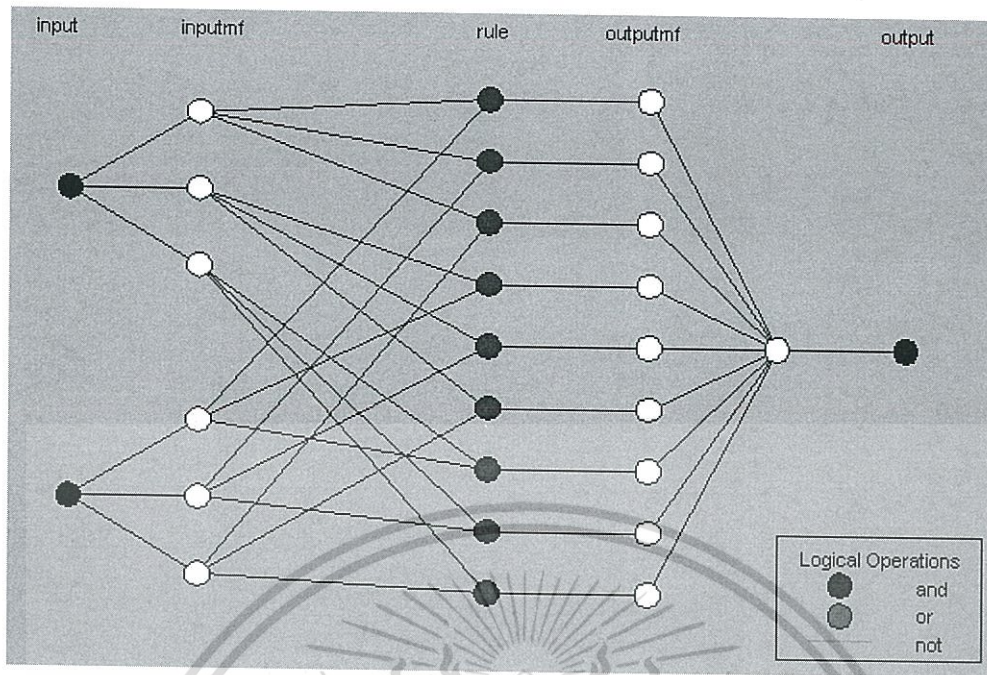 input inputmf rule outputmf output
Logical Operations
and
or
not